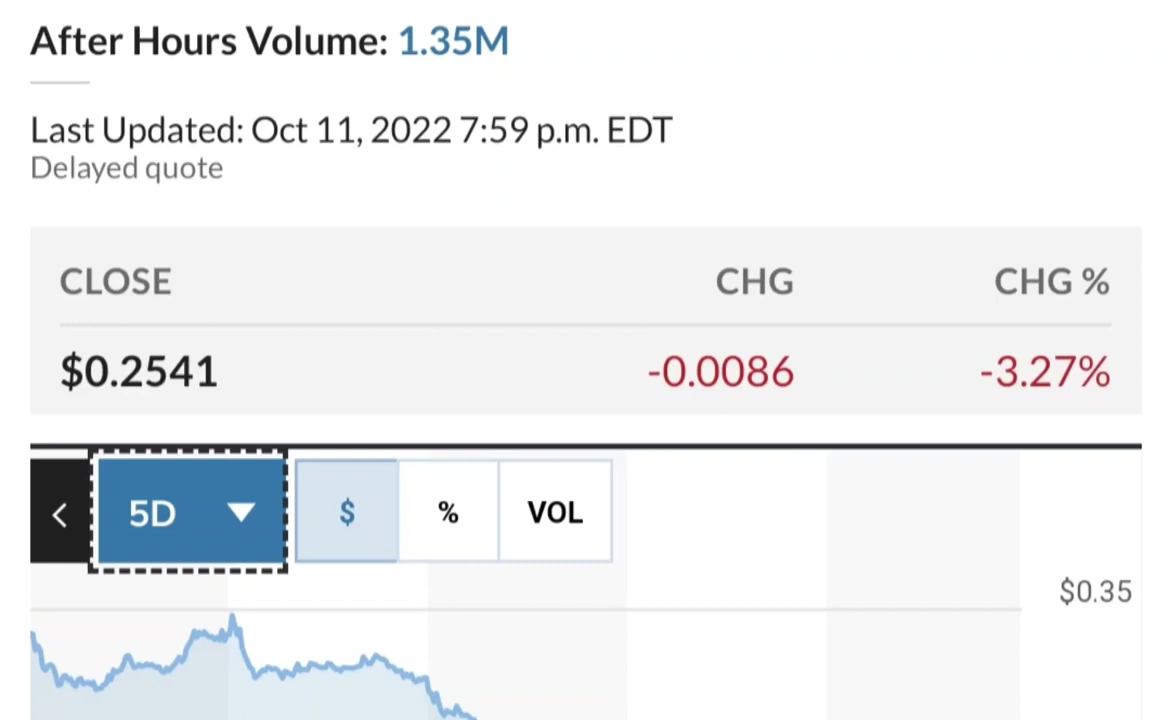 After Hours Volume: 1.35M
Last Updated: Oct 11, 2022 7:59 p.m. EDT
Delayed quote
CLOSE CHG CHG %
$0.2541 -0.0086 -3.27%
5D $ % VOL
$0.35